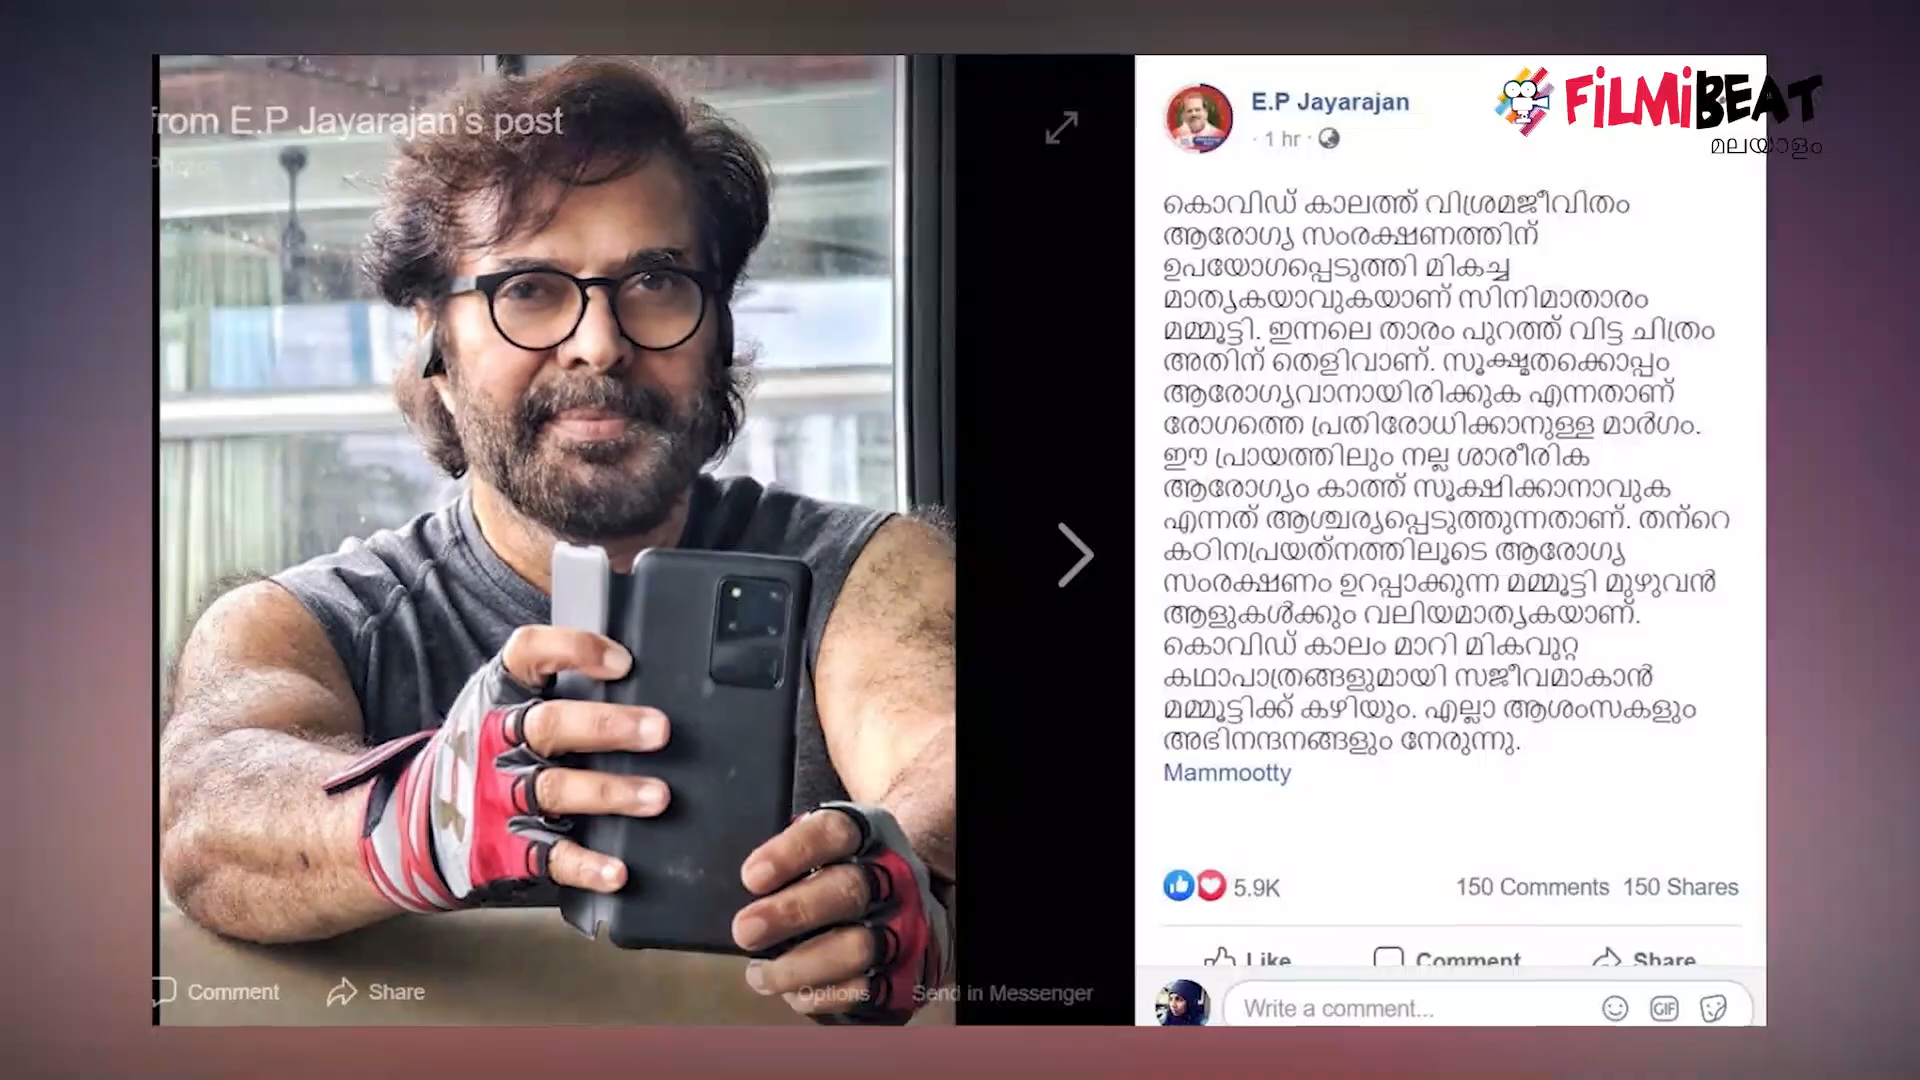 from E.P Jayarajan's post
FiLMiBEAT
മലയാളം
E.P Jayarajan
· 1 hr ·
കൊവിഡ് കാലത്ത് വിശ്രമജീവിതം
ആരോഗ്യ സംരക്ഷണത്തിന്
ഉപയോഗപ്പെടുത്തി മികച്ച
മാതൃകയാവുകയാണ് സിനിമാതാരം
മമ്മൂട്ടി. ഇന്നലെ താരം പുറത്ത് വിട്ട ചിത്രം
അതിന് തെളിവാണ്. സൂക്ഷ്മതക്കൊപ്പം
ആരോഗ്യവാനായിരിക്കുക എന്നതാണ്
രോഗത്തെ പ്രതിരോധിക്കാനുള്ള മാർഗം.
ഈ പ്രായത്തിലും നല്ല ശാരീരിക
ആരോഗ്യം കാത്ത് സൂക്ഷിക്കാനാവുക
എന്നത് ആശ്ചര്യപ്പെടുത്തുന്നതാണ്. തന്റെ
കഠിനപ്രയത്നത്തിലൂടെ ആരോഗ്യ
സംരക്ഷണം ഉറപ്പാക്കുന്ന മമ്മൂട്ടി മുഴുവൻ
ആളുകൾക്കും വലിയമാതൃകയാണ്.
കൊവിഡ് കാലം മാറി മികവുറ്റ
കഥാപാത്രങ്ങളുമായി സജീവമാകാൻ
മമ്മൂട്ടിക്ക് കഴിയും. എല്ലാ ആശംസകളും
അഭിനന്ദനങ്ങളും നേരുന്നു.
Mammootty
5.9K 150 Comments 150 Shares
Like Comment Share
Comment Share Options Send in Messenger
Write a comment... GIF